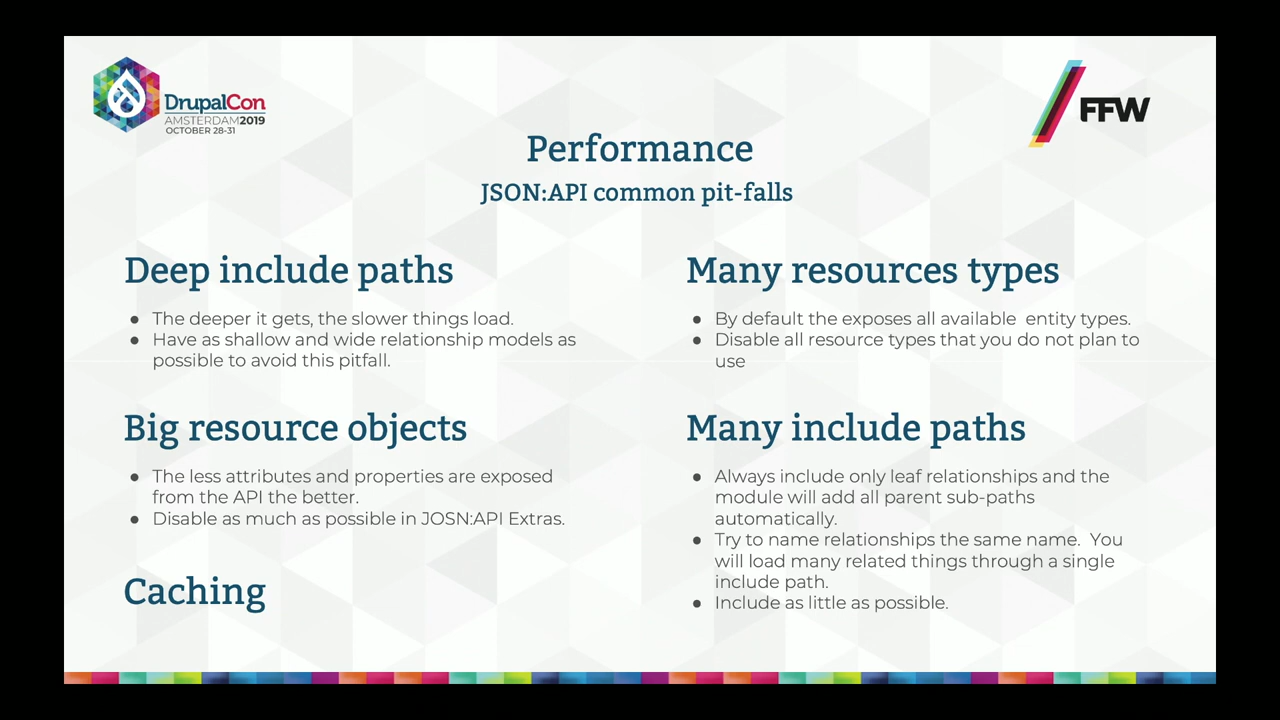 DrupalCon
AMSTERDAM2019
OCTOBER 28-31
FFW
Performance
JSON:API common pit-falls
Deep include paths
● The deeper it gets, the slower things load.
● Have as shallow and wide relationship models as
possible to avoid this pitfall.
Big resource objects
● The less attributes and properties are exposed
from the API the better.
● Disable as much as possible in JOSN:API Extras.
Caching
Many resources types
● By default the exposes all available  entity types.
● Disable all resource types that you do not plan to
use
Many include paths
● Always include only leaf relationships and the
module will add all parent sub-paths
automatically.
● Try to name relationships the same name.  You
will load many related things through a single
include path.
● Include as little as possible.